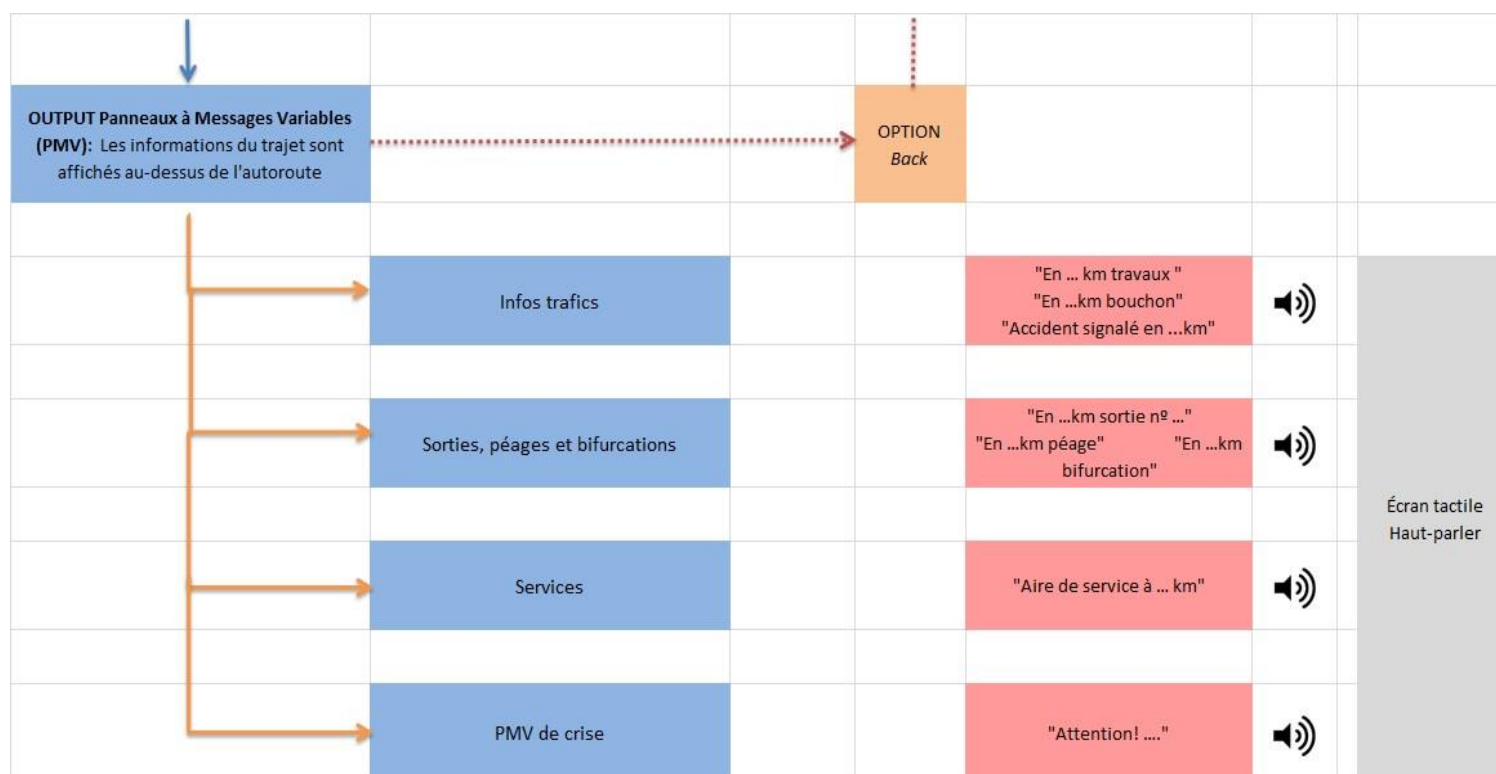 OUTPUT Panneaux à Messages Variables
(PMV): Les informations du trajet sont
affichés au-dessus de l'autoroute
OPTION
Back
Infos trafics
"En ... km travaux "
"En ...km bouchon"
"Accident signalé en ...km"
Sorties, péages et bifurcations
"En ...km sortie nº ..."
"En ...km péage" "En ...km
bifurcation"
Écran tactile
Haut-parler
Services
"Aire de service à ... km"
PMV de crise
"Attention! ...."